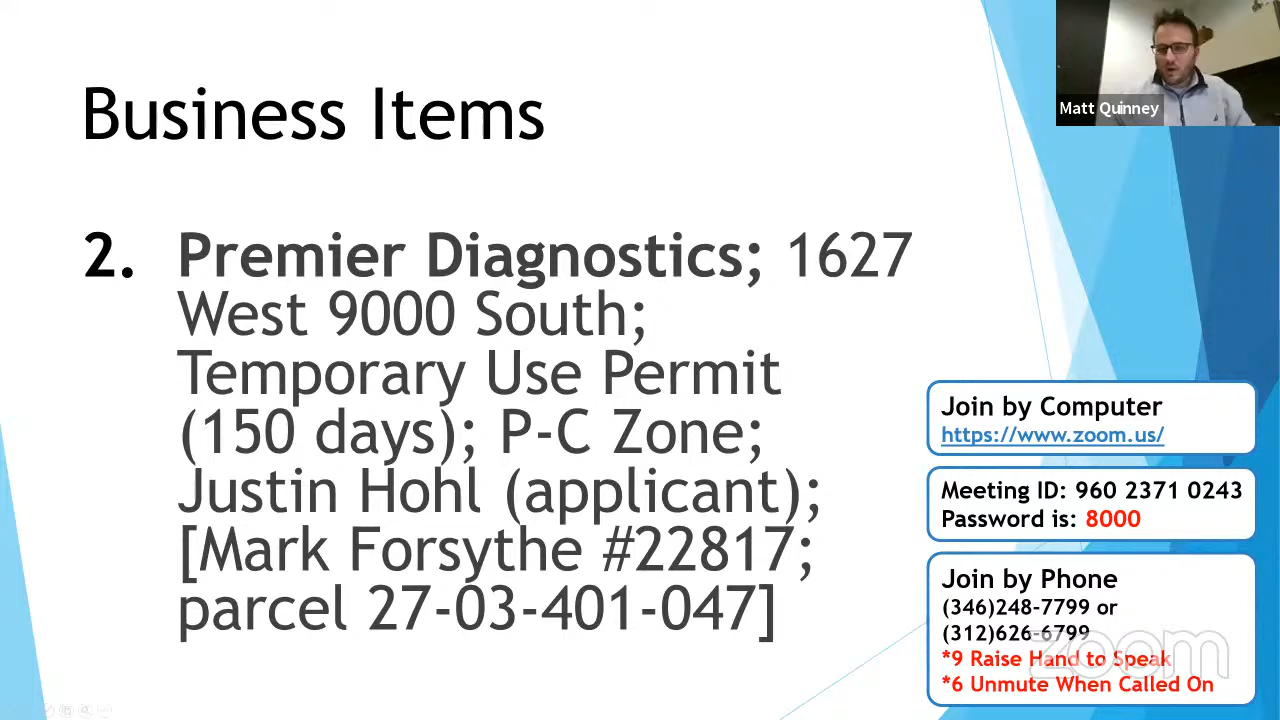 Business Items
Matt Quinney
2. Premier Diagnostics; 1627
West 9000 South;
Temporary Use Permit
(150 days); P-C Zone;
Justin Hohl (applicant);
[Mark Forsythe #22817;
parcel 27-03-401-047]
Join by Computer
https://www.zoom.us/
Meeting ID: 960 2371 0243
Password is: 8000
Join by Phone
(346)248-7799 or
(312)626-6799
*9 Raise Hand to Speak
*6 Unmute When Called On
zoom